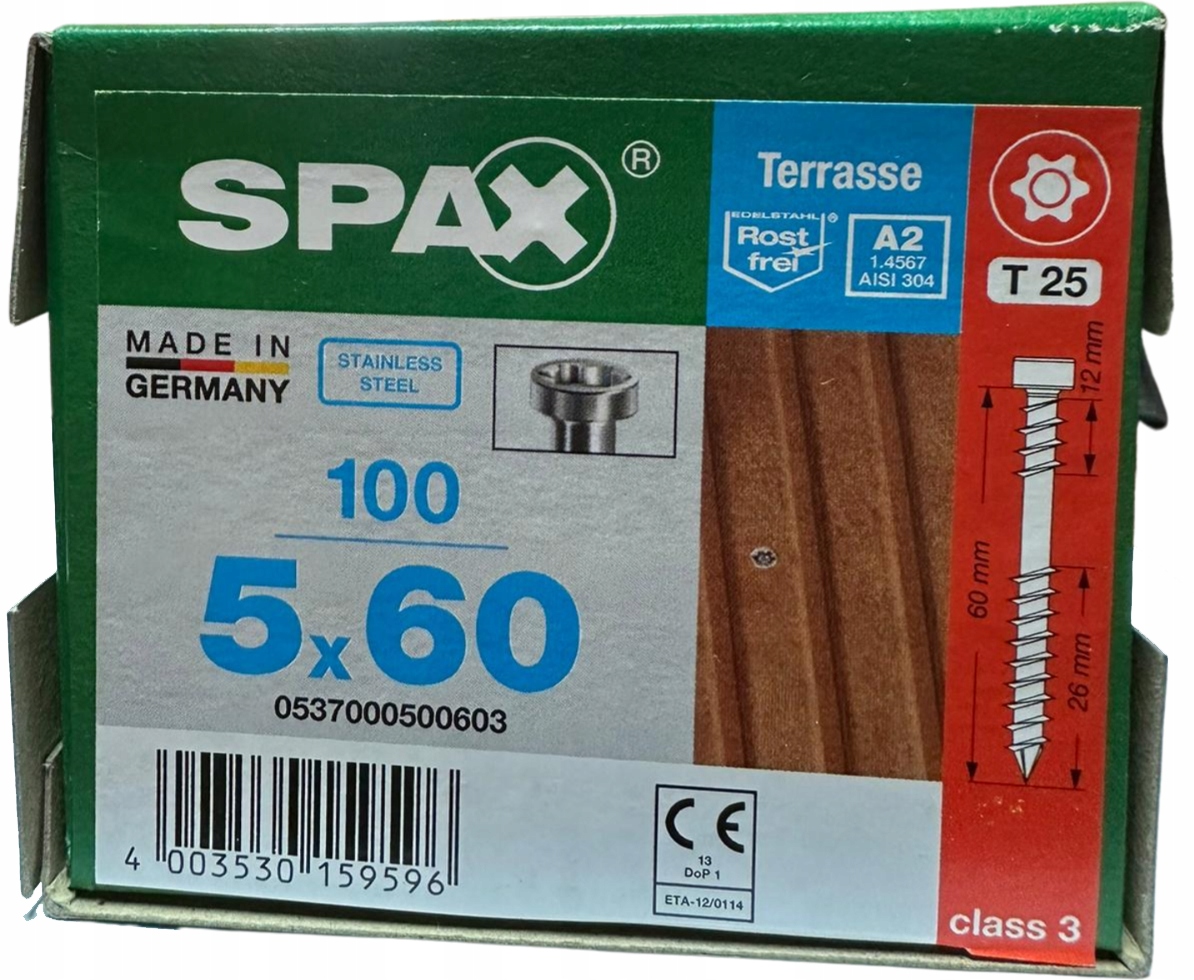 SPAX®
Terrasse
EDELSTAHL®
Rost
frei
A2
1.4567
AISI 304
T 25
MADE IN
GERMANY
STAINLESS
STEEL
100
5x60
0537000500603
12 mm
60 mm
26 mm
4 003530 159596
CE
13
DoP 1
ETA-12/0114
class 3